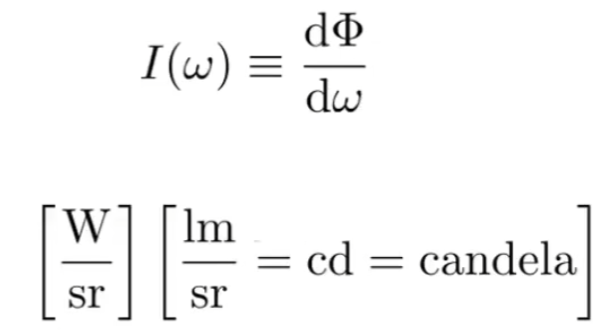 I(ω) ≡ dΦ/dω
[W/sr] [lm/sr = cd = candela]